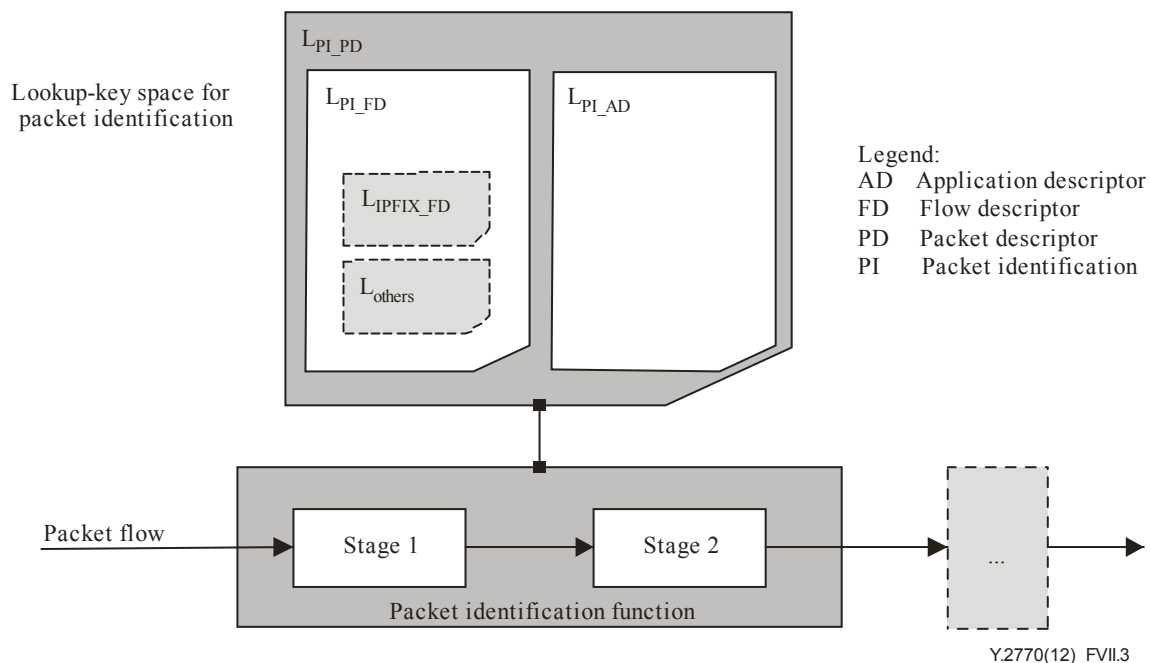 L_PI_PD
Lookup-key space for
packet identification
L_PI_FD
L_PI_AD
L_IPFIX_FD
L_others
Legend:
AD Application descriptor
FD Flow descriptor
PD Packet descriptor
PI Packet identification
Packet flow
Stage 1
Stage 2
...
Packet identification function
Y.2770(12)_FVII.3